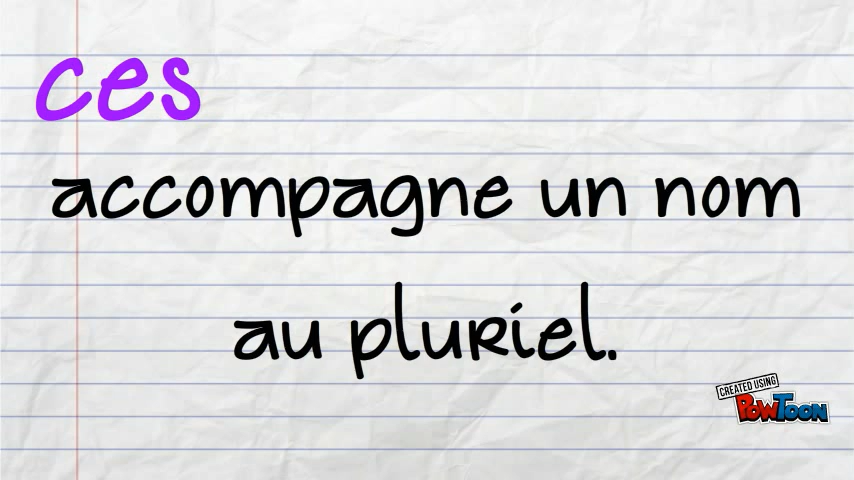 ces
accompagne un nom
au pluriel.
CREATED USING
POWTOON